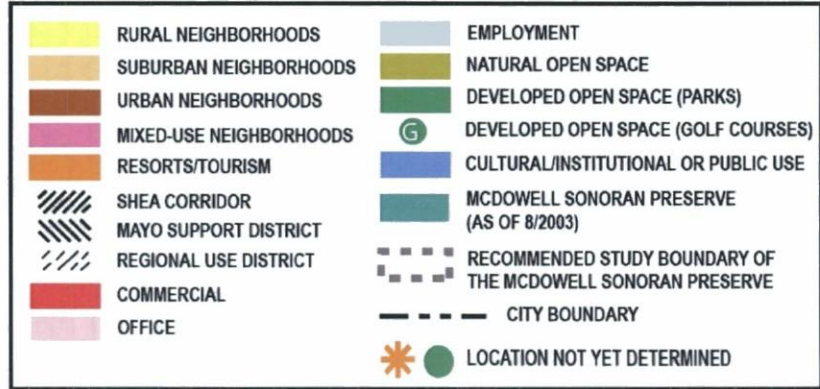 RURAL NEIGHBORHOODS
SUBURBAN NEIGHBORHOODS
URBAN NEIGHBORHOODS
MIXED-USE NEIGHBORHOODS
RESORTS/TOURISM
SHEA CORRIDOR
MAYO SUPPORT DISTRICT
REGIONAL USE DISTRICT
COMMERCIAL
OFFICE
EMPLOYMENT
NATURAL OPEN SPACE
DEVELOPED OPEN SPACE (PARKS)
G DEVELOPED OPEN SPACE (GOLF COURSES)
CULTURAL/INSTITUTIONAL OR PUBLIC USE
MCDOWELL SONORAN PRESERVE
(AS OF 8/2003)
RECOMMENDED STUDY BOUNDARY OF
THE MCDOWELL SONORAN PRESERVE
CITY BOUNDARY
LOCATION NOT YET DETERMINED